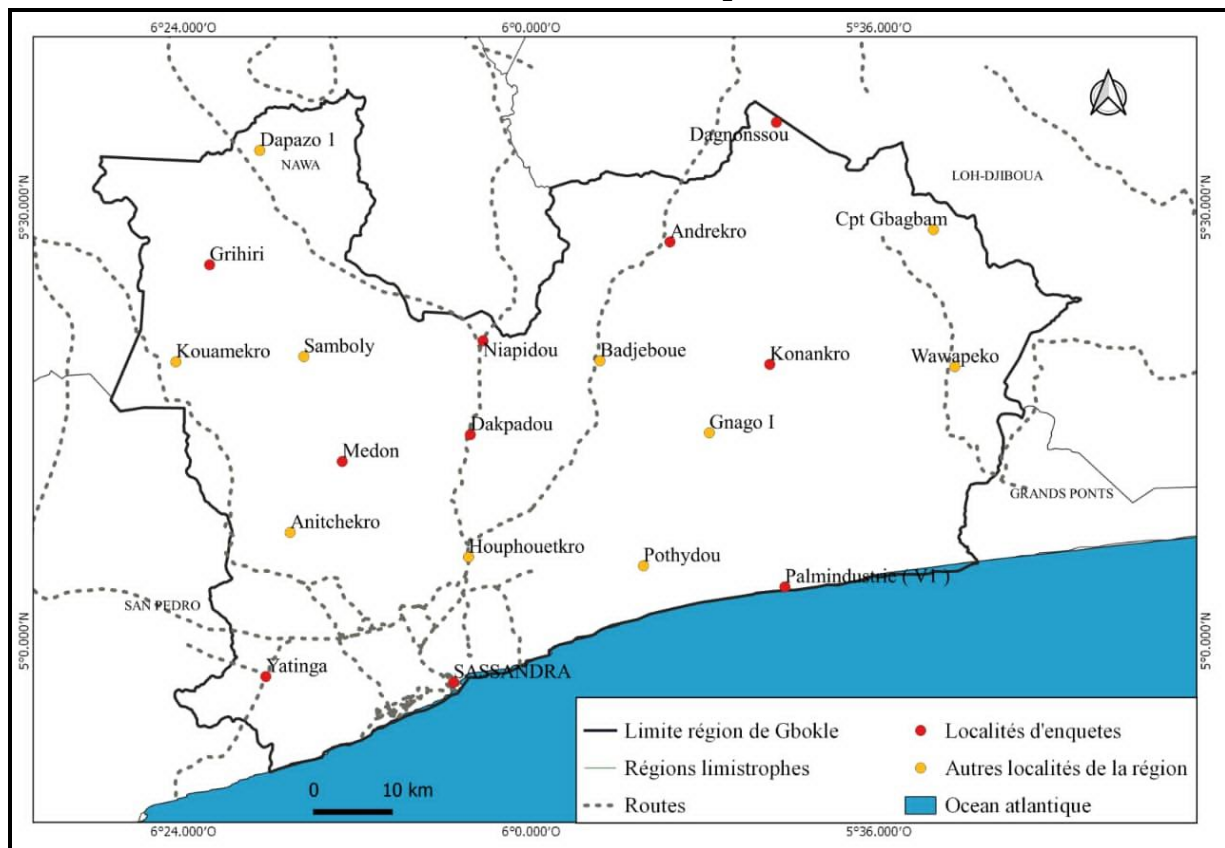 6°24.000'O 6°0.000'O 5°36.000'O
5°30.000'N
5°30.000'N
Dapazo 1
NAWA
Dagnonssou
LOH-DJIBOUA
Cpt Gbagbam
Andrekro
Grihiri
Kouamekro
Samboly
Niapidou
Badjeboue
Konankro
Wawapeko
Gnago I
Dakpadou
Medon
GRANDS PONTS
Anitchekro
Houphouetkro
Pothydou
Palmindustrie ( V1 )
SAN PEDRO
5°0.000'N
5°0.000'N
Yatinga
SASSANDRA
Limite région de Gbokle
Localités d'enquetes
Régions limistrophes
Autres localités de la région
Routes
Ocean atlantique
0 10 km
6°24.000'O 6°0.000'O 5°36.000'O